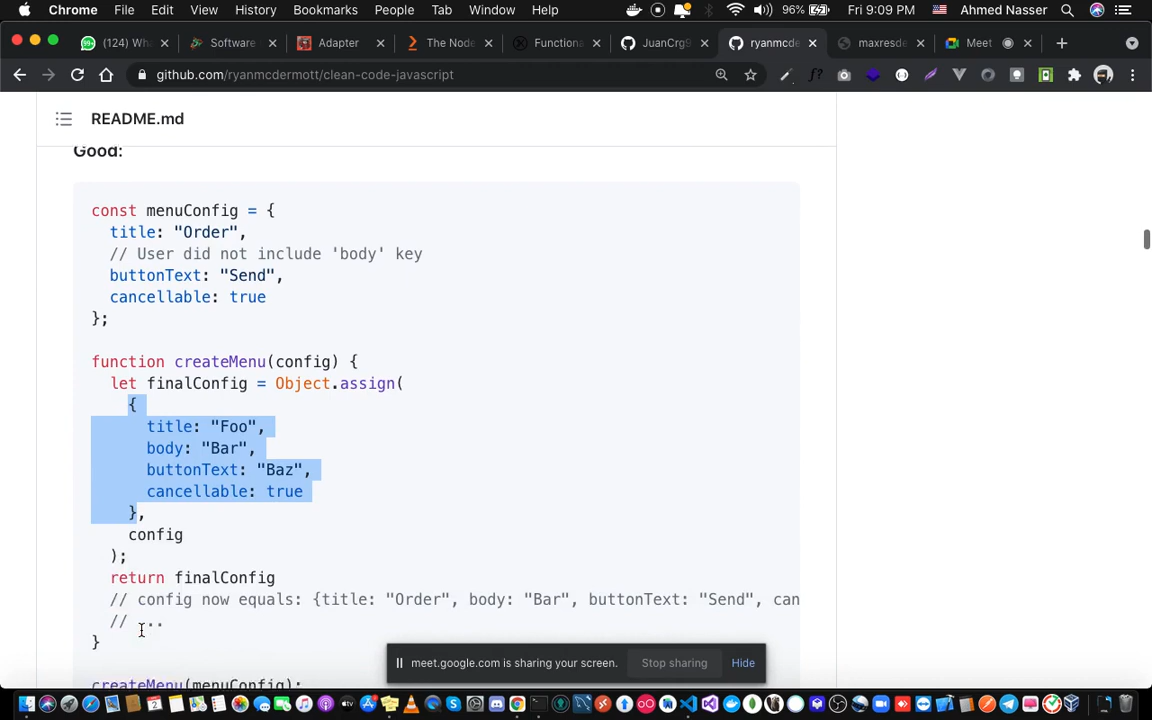 Chrome File Edit View History Bookmarks People Tab Window Help 96% Fri 9:09 PM Ahmed Nasser
(124) Wha Software Adapter The Node Functiona JuanCrg9 ryanmcde maxresde Meet
github.com/ryanmcdermott/clean-code-javascript
README.md
Good:
const menuConfig = {
title: "Order",
// User did not include 'body' key
buttonText: "Send",
cancellable: true
};
function createMenu(config) {
let finalConfig = Object.assign(
{
title: "Foo",
body: "Bar",
buttonText: "Baz",
cancellable: true
},
config
);
return finalConfig
// config now equals: {title: "Order", body: "Bar", buttonText: "Send", can
// ...
}
createMenu(menuConfig);
meet.google.com is sharing your screen. Stop sharing Hide